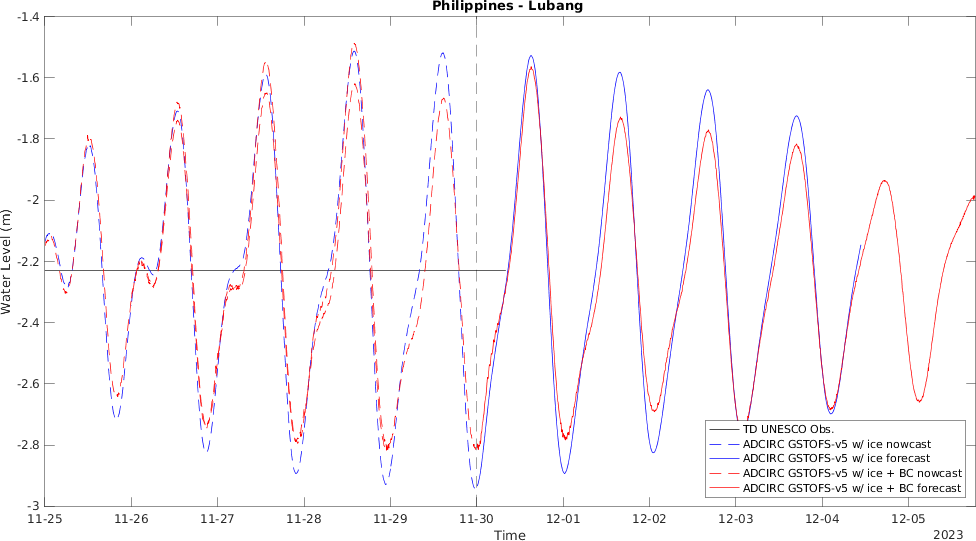 Philippines - Lubang
Water Level (m)
-1.4
-1.6
-1.8
-2
-2.2
-2.4
-2.6
-2.8
-3
11-25
11-26
11-27
11-28
11-29
11-30
12-01
12-02
12-03
12-04
12-05
Time
2023
TD UNESCO Obs.
ADCIRC GSTOFS-v5 w/ ice nowcast
ADCIRC GSTOFS-v5 w/ ice forecast
ADCIRC GSTOFS-v5 w/ ice + BC nowcast
ADCIRC GSTOFS-v5 w/ ice + BC forecast